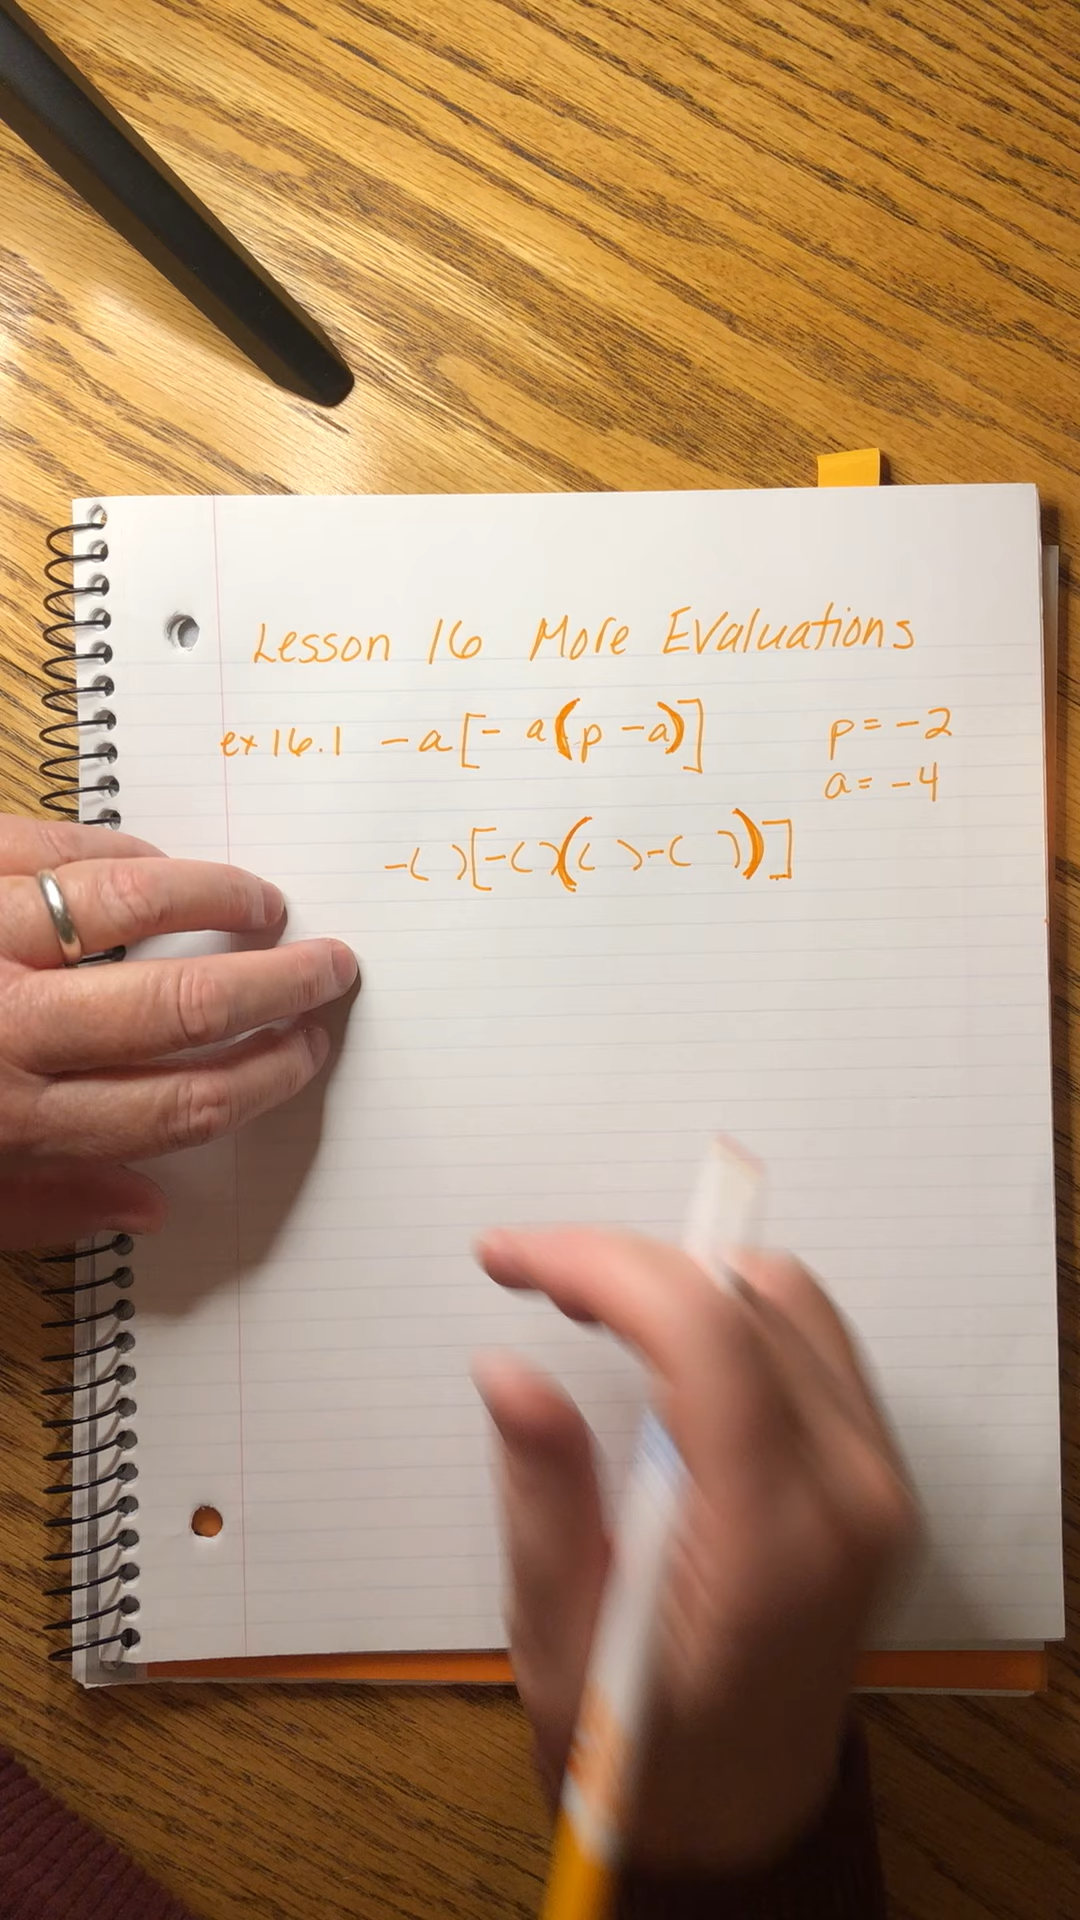 Lesson 16 More Evaluations
ex 16.1 -a[-a(p-a)] p=-2
a=-4
-( )[-( )(( )-( ))]